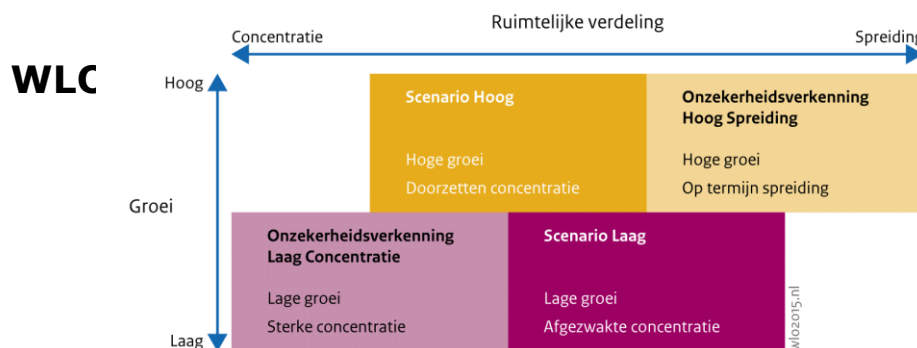 Ruimtelijke verdeling
Concentratie
Spreiding
WLO
Hoog
Groei
Laag
Scenario Hoog
Hoge groei
Doorzetten concentratie
Onzekerheidsverkenning
Hoog Spreiding
Hoge groei
Op termijn spreiding
Onzekerheidsverkenning
Laag Concentratie
Lage groei
Sterke concentratie
Scenario Laag
Lage groei
Afgezwakte concentratie
wlo2015.nl